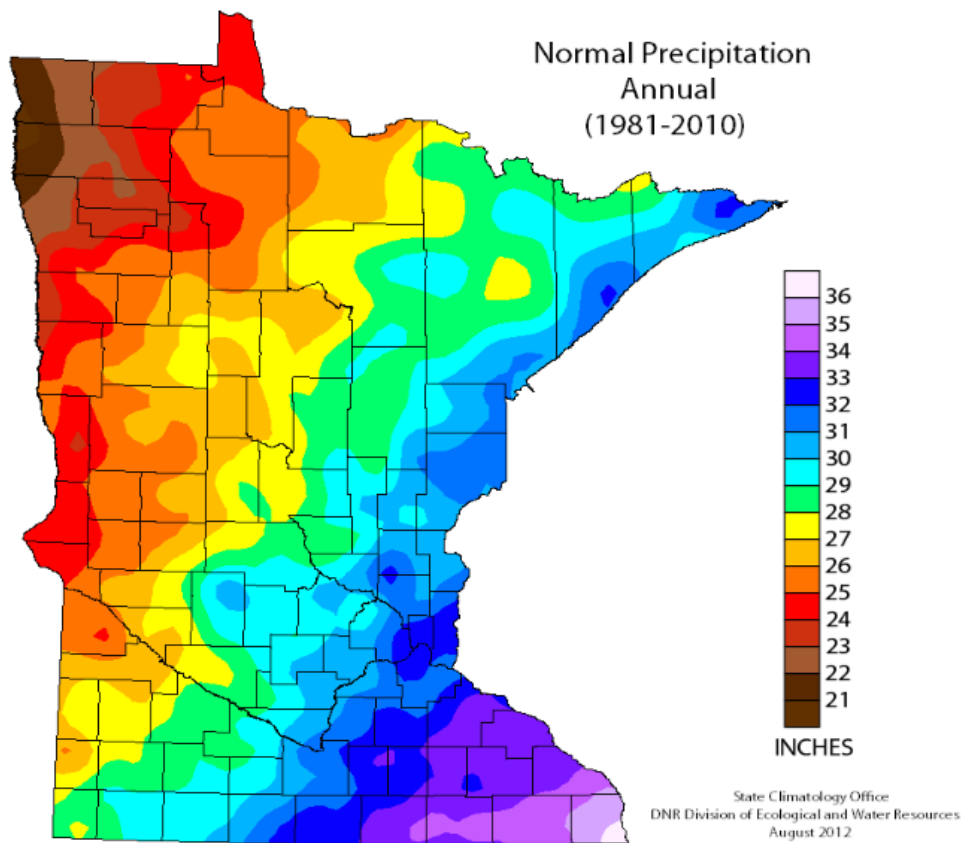 Normal Precipitation
Annual
(1981-2010)
36
35
34
33
32
31
30
29
28
27
26
25
24
23
22
21
INCHES
State Climatology Office
DNR Division of Ecological and Water Resources
August 2012